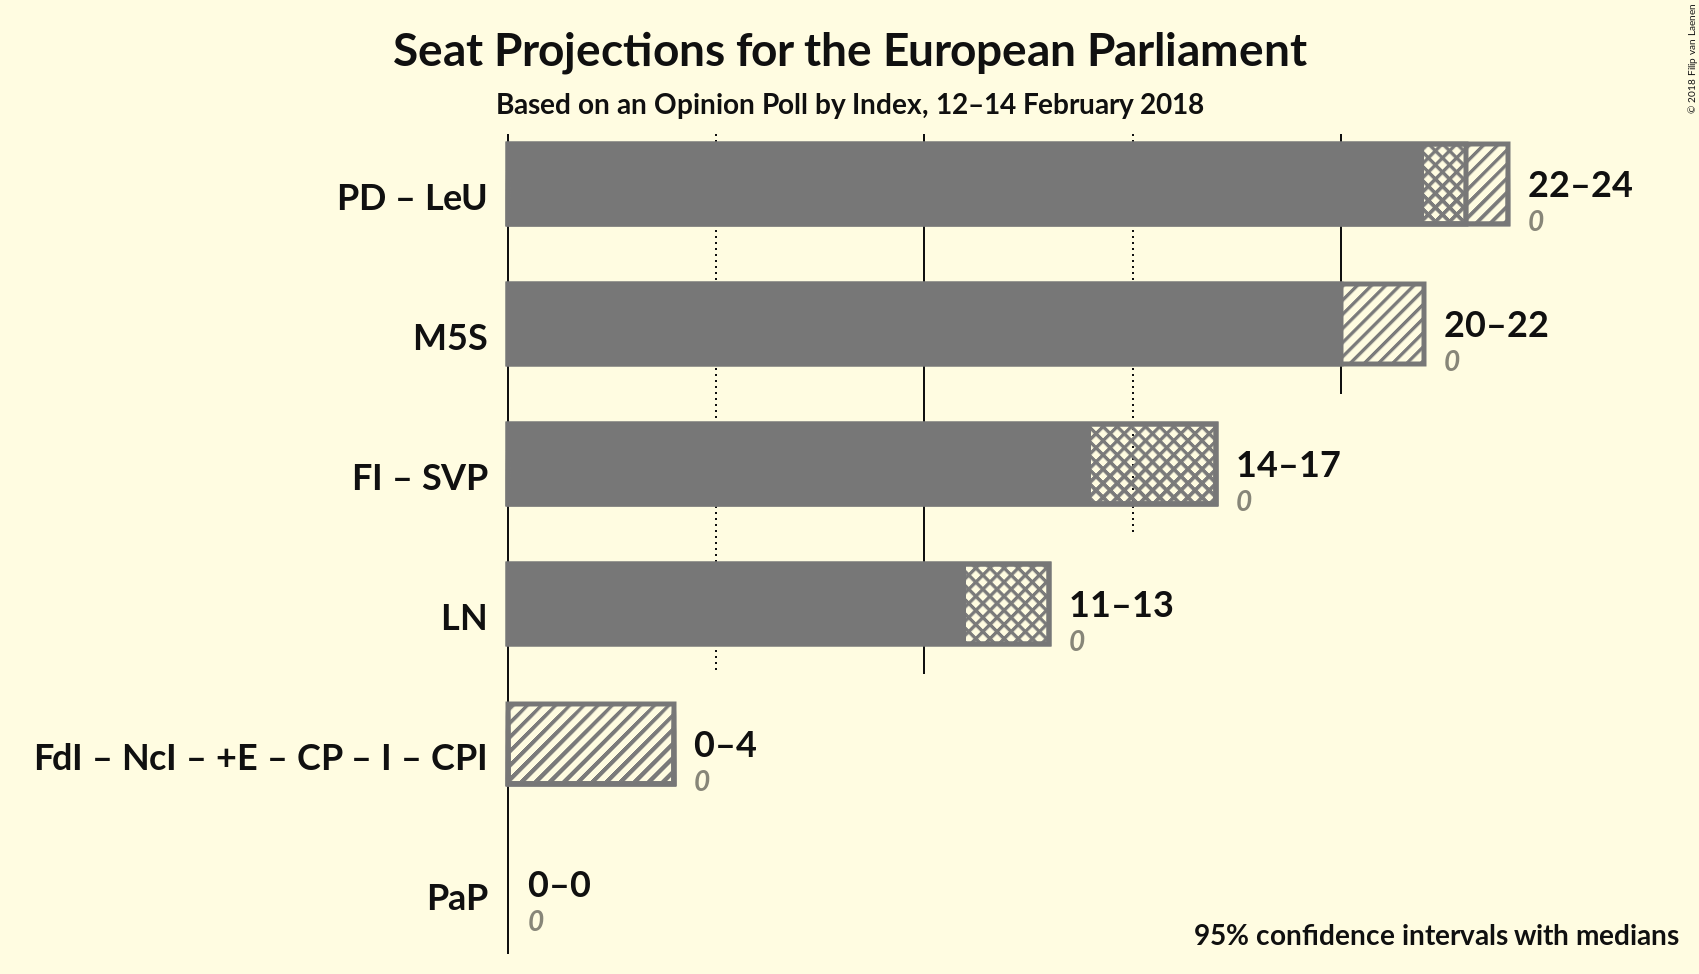 Seat Projections for the European Parliament
Based on an Opinion Poll by Index, 12–14 February 2018
© 2018 Filip van Laenen
PD – LeU
22–24
0
M5S
20–22
0
FI – SVP
14–17
0
LN
11–13
0
FdI – NcI – +E – CP – I – CPI
0–4
0
PaP
0–0
0
95% confidence intervals with medians